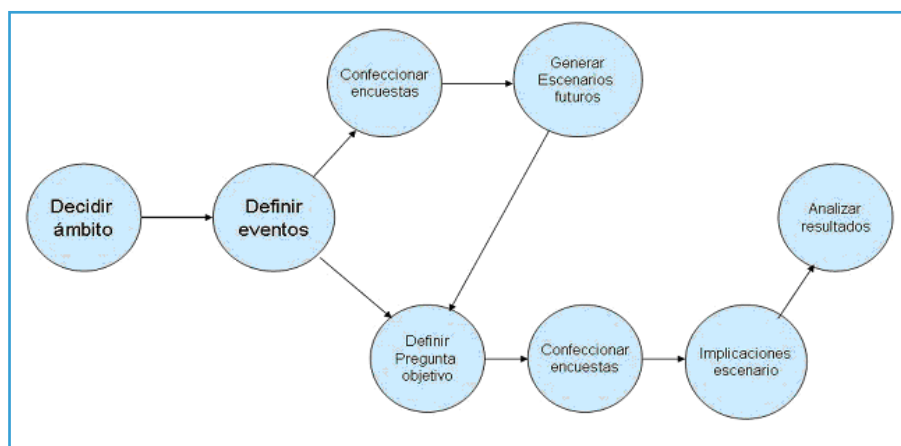 Confeccionar
encuestas
Generar
Escenarios
futuros
Decidir
ámbito
Definir
eventos
Analizar
resultados
Definir
Pregunta
objetivo
Confeccionar
encuestas
Implicaciones
escenario